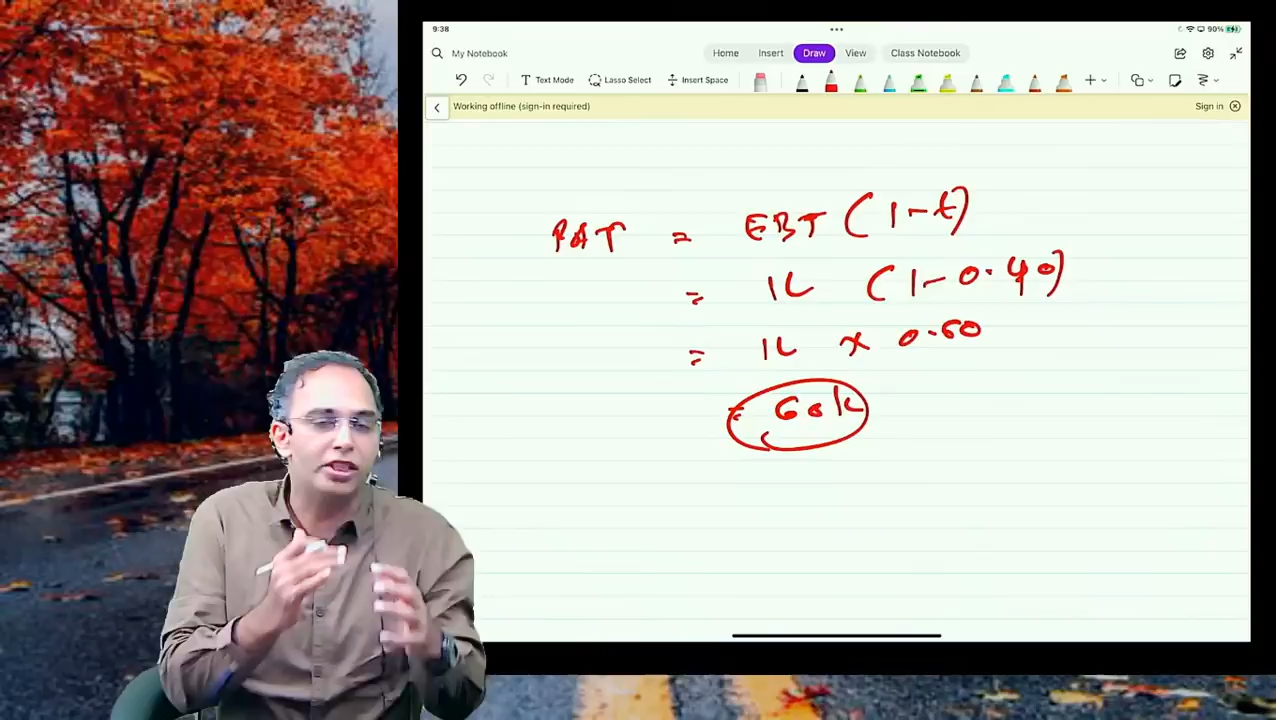 9:38
90%
My Notebook
Home Insert Draw View Class Notebook
Text Mode Lasso Select Insert Space
Working offline (sign-in required)
Sign in
PAT = EBT (1-t)
= 1L (1-0.40)
= 1L x 0.60
= 60k